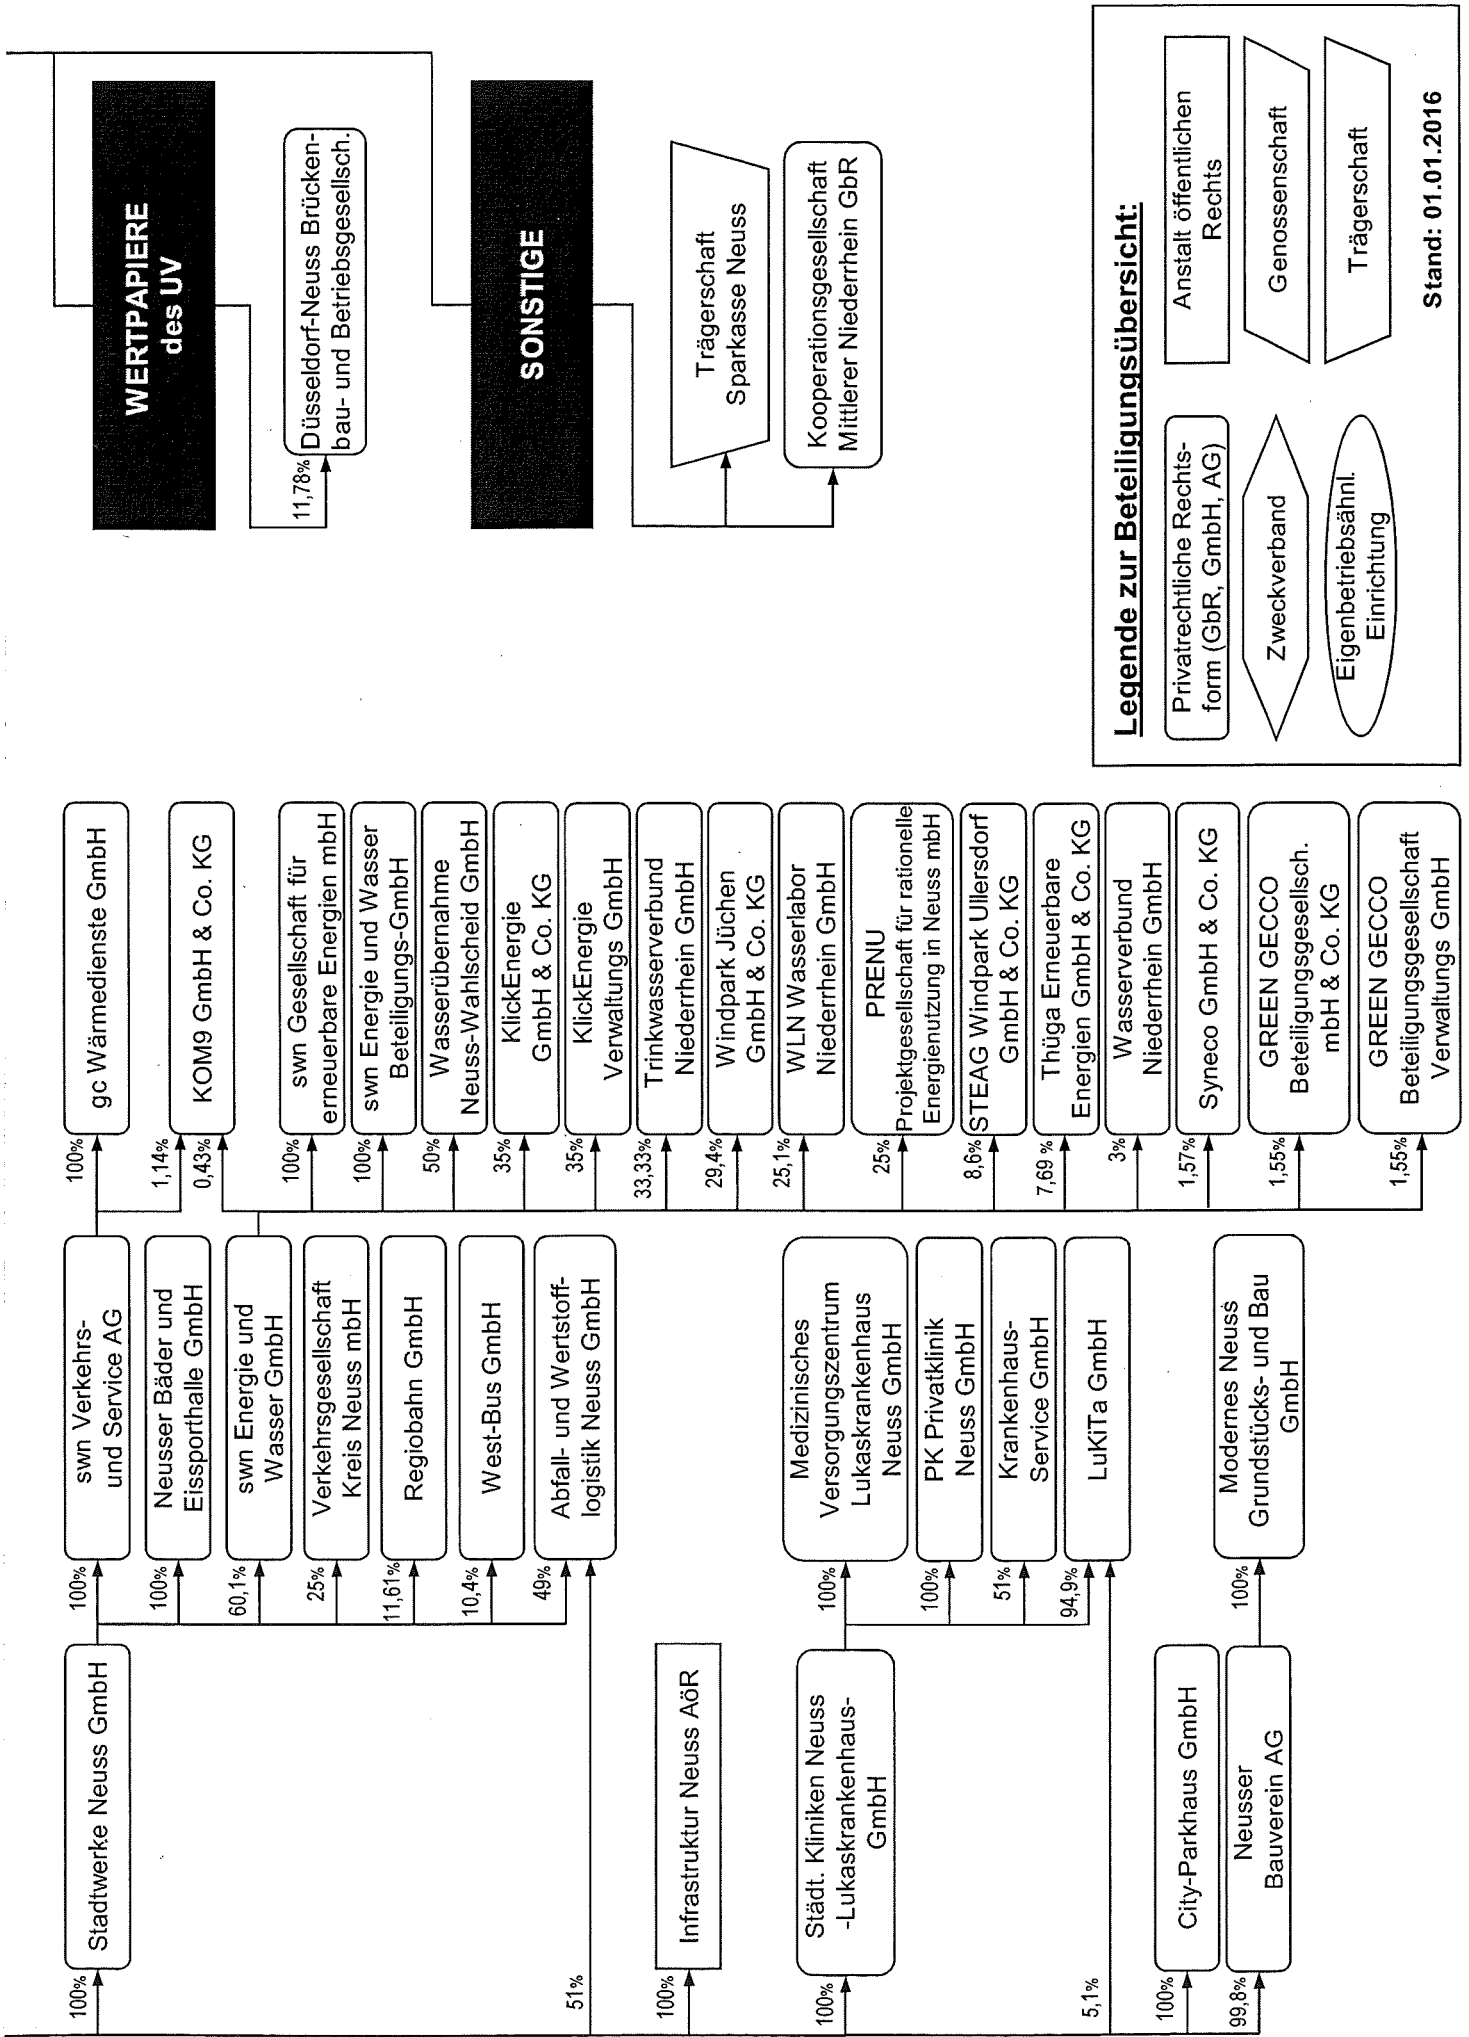 100%
Stadtwerke Neuss GmbH
51%
100%
Infrastruktur Neuss AöR
100%
Städt. Kliniken Neuss
-Lukaskrankenhaus-
GmbH
5,1%
100%
City-Parkhaus GmbH
99,8%
Neusser
Bauverein AG
100%
swn Verkehrs-
und Service AG
100%
Neusser Bäder und
Eissporthalle GmbH
60,1%
swn Energie und
Wasser GmbH
25%
Verkehrsgesellschaft
Kreis Neuss mbH
11,61%
Regiobahn GmbH
10,4%
West-Bus GmbH
49%
Abfall- und Wertstoff-
logistik Neuss GmbH
100%
Medizinisches
Versorgungszentrum
Lukaskrankenhaus
Neuss GmbH
100%
PK Privatklinik
Neuss GmbH
51%
Krankenhaus-
Service GmbH
94,9%
LuKiTa GmbH
100%
Modernes Neuss
Grundstücks- und Bau
GmbH
100%
gc Wärmedienste GmbH
1,14%
0,43%
KOM9 GmbH & Co. KG
100%
swn Gesellschaft für
erneuerbare Energien mbH
100%
swn Energie und Wasser
Beteiligungs-GmbH
50%
Wasserübernahme
Neuss-Wahlscheid GmbH
35%
KlickEnergie
GmbH & Co. KG
35%
KlickEnergie
Verwaltungs GmbH
33,33%
Trinkwasserverbund
Niederrhein GmbH
29,4%
Windpark Jüchen
GmbH & Co. KG
25,1%
WLN Wasserlabor
Niederrhein GmbH
25%
PRENU
Projektgesellschaft für rationelle
Energienutzung in Neuss mbH
8,6%
STEAG Windpark Ullersdorf
GmbH & Co. KG
7,69 %
Thüga Erneuerbare
Energien GmbH & Co. KG
3%
Wasserverbund
Niederrhein GmbH
1,57%
Syneco GmbH & Co. KG
1,55%
GREEN GECCO
Beteiligungsgesellsch.
mbH & Co. KG
1,55%
GREEN GECCO
Beteiligungsgesellschaft
Verwaltungs GmbH
WERTPAPIERE
des UV
11,78%
Düsseldorf-Neuss Brücken-
bau- und Betriebsgesellsch.
SONSTIGE
Trägerschaft
Sparkasse Neuss
Kooperationsgesellschaft
Mittlerer Niederrhein GbR
Legende zur Beteiligungsübersicht:
Privatrechtliche Rechts-
form (GbR, GmbH, AG)
Anstalt öffentlichen
Rechts
Zweckverband
Genossenschaft
Eigenbetriebsähnl.
Einrichtung
Trägerschaft
Stand: 01.01.2016